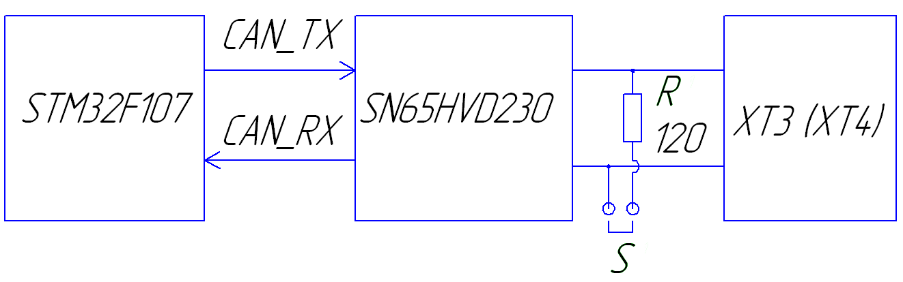 CAN_TX
STM32F107
CAN_RX
SN65HVD230
R
120
XT3 (XT4)
S